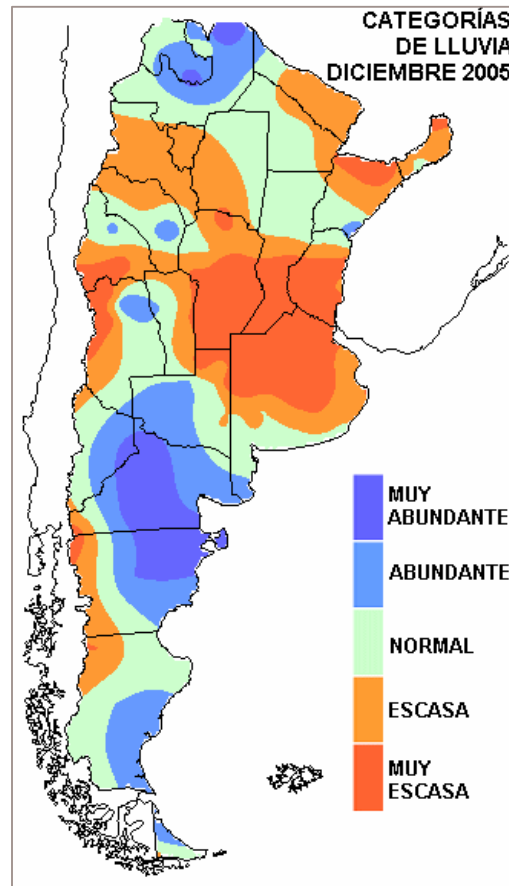 CATEGORÍAS
DE LLUVIA
DICIEMBRE 2005
MUY
ABUNDANTE
ABUNDANTE
NORMAL
ESCASA
MUY
ESCASA